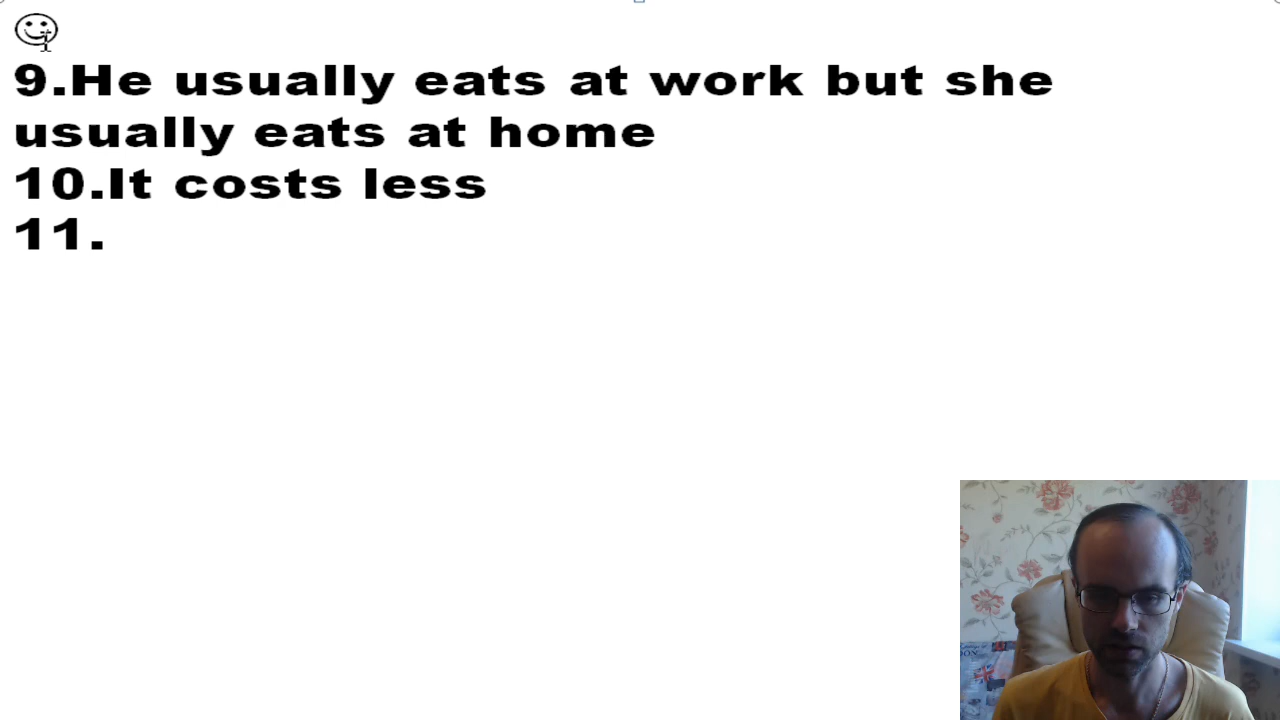 9.He usually eats at work but she
usually eats at home
10.It costs less
11.